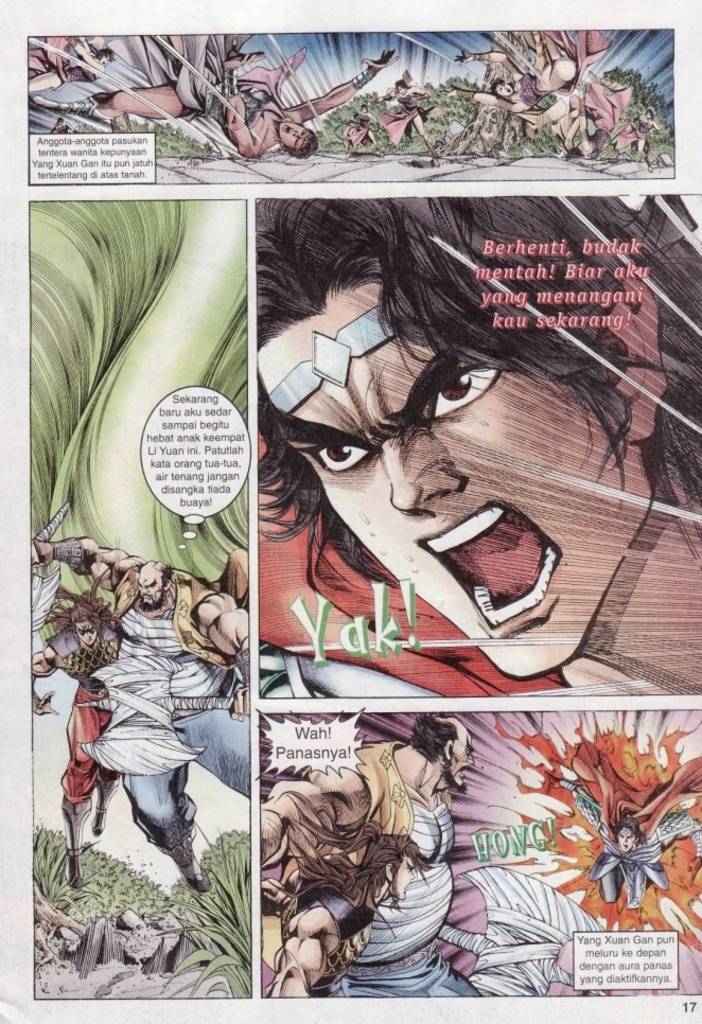 Anggota-anggota pasukan
tentera wanita kepunyaan
Yang Xuan Gan itu pun jatuh
tertelentang di atas tanah.
Berhenti, budak
mentah! Biar aku
yang menangani
kau sekarang!
Sekarang
baru aku sedar
sampai begitu
hebat anak keempat
Li Yuan ini. Patutlah
kata orang tua-tua,
air tenang jangan
disangka tiada
buaya!
Yak!
Wah!
Panasnya!
HONG!
Yang Xuan Gan pun
meluru ke depan
dengan aura panas
yang diaktifkannya.
17